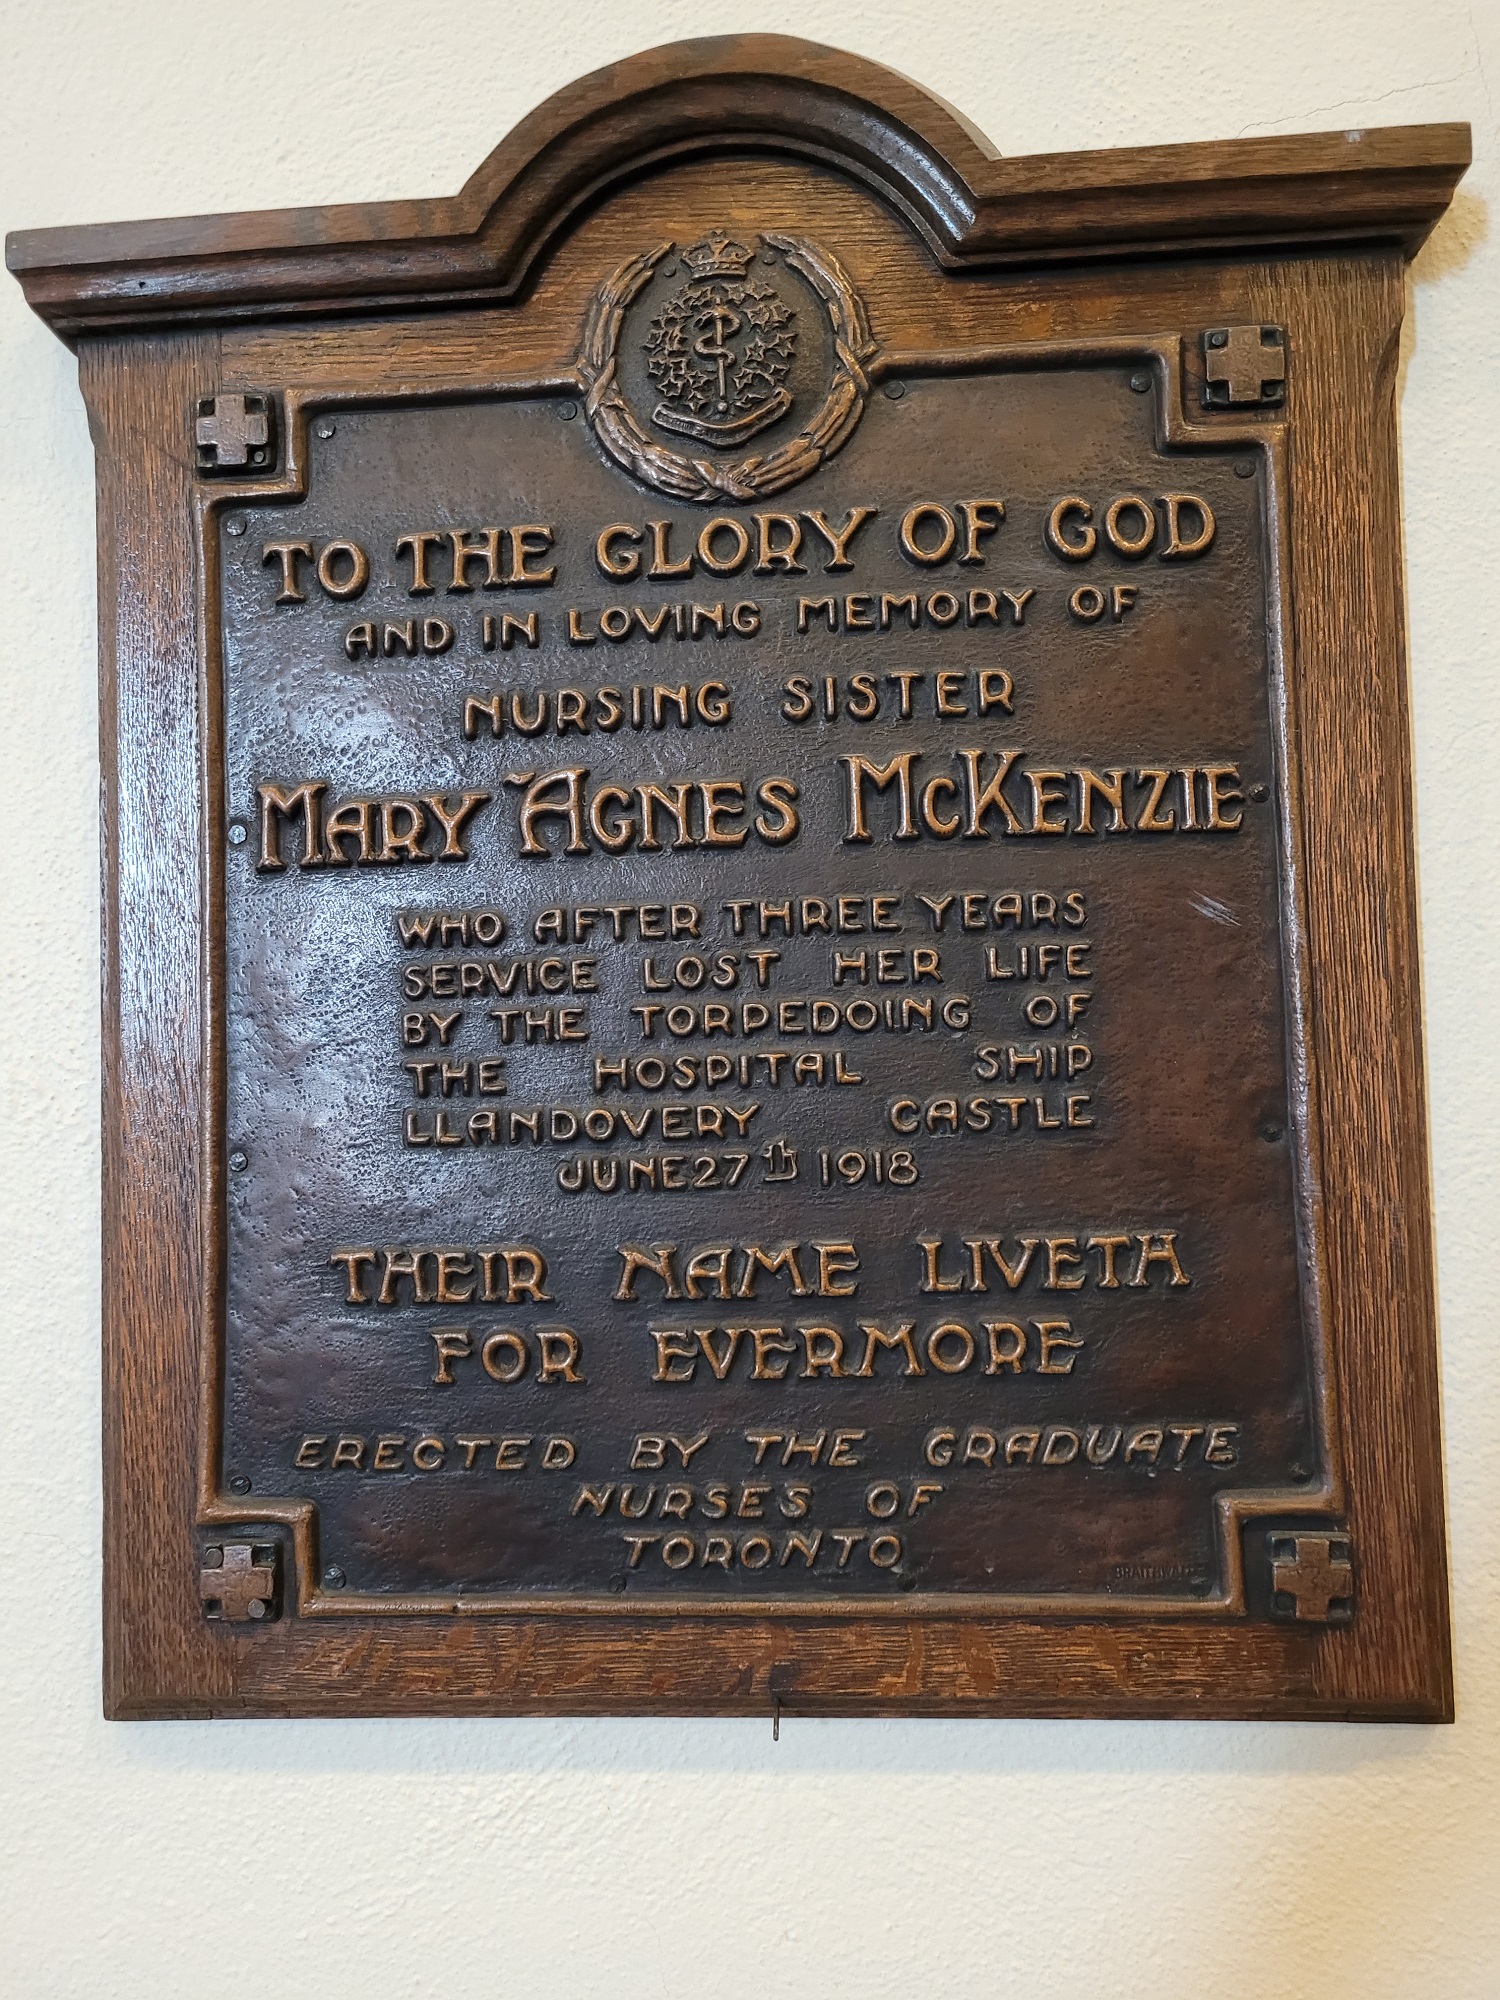 TO THE GLORY OF GOD
AND IN LOVING MEMORY OF
NURSING SISTER
MARY AGNES MCKENZIE
WHO AFTER THREE YEARS
SERVICE LOST HER LIFE
BY THE TORPEDOING OF
THE HOSPITAL SHIP
LLANDOVERY CASTLE
JUNE 27TH 1918
THEIR NAME LIVETH
FOR EVERMORE
ERECTED BY THE GRADUATE
NURSES OF
TORONTO